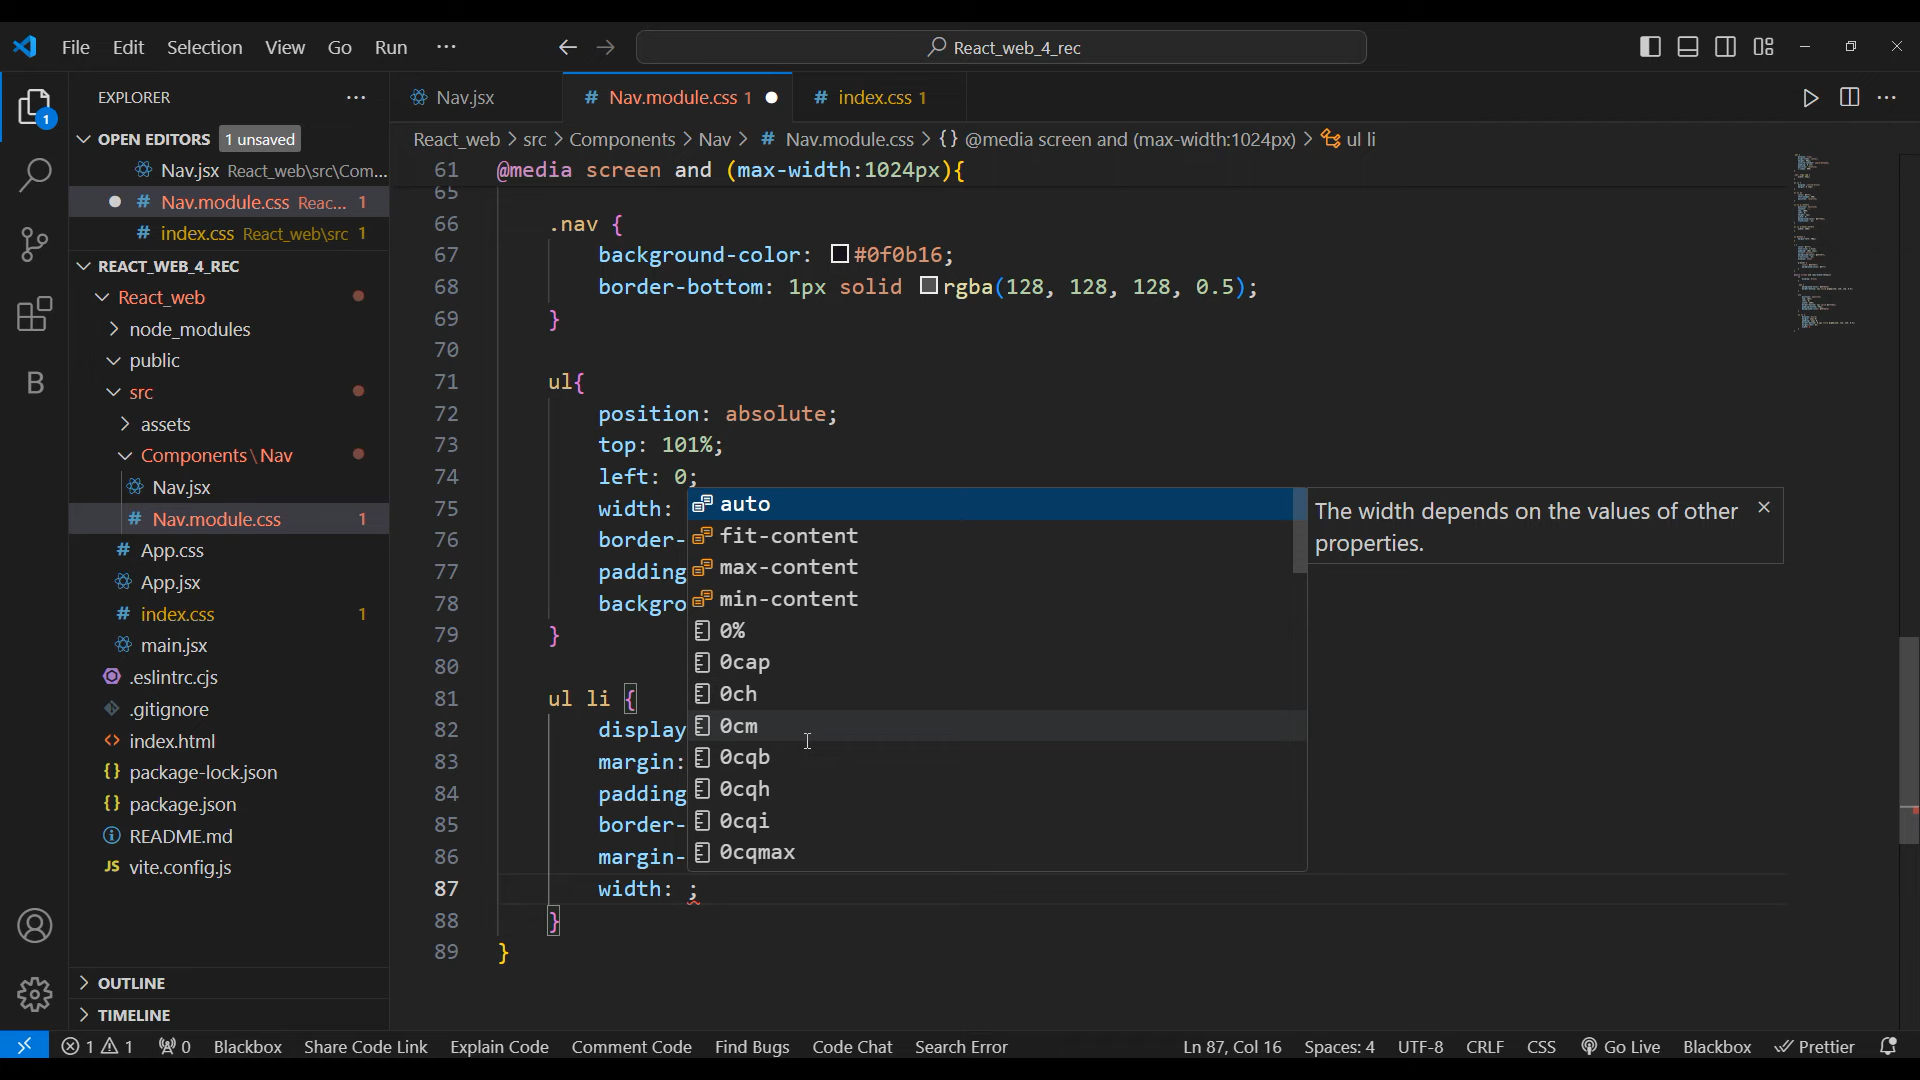 File Edit Selection View Go Run ··· React_web_4_rec
EXPLORER ···
OPEN EDITORS 1 unsaved
Nav.jsx React_web\src\Com...
Nav.module.css Reac... 1
index.css React_web\src 1
REACT_WEB_4_REC
React_web
node_modules
public
src
assets
Components\Nav
Nav.jsx
Nav.module.css 1
App.css
App.jsx
index.css 1
main.jsx
.eslintrc.cjs
.gitignore
index.html
package-lock.json
package.json
README.md
JS vite.config.js
OUTLINE
TIMELINE
Nav.jsx # Nav.module.css 1 # index.css 1
React_web > src > Components > Nav > # Nav.module.css > {} @media screen and (max-width:1024px) > ul li
61 @media screen and (max-width:1024px){
65
66 .nav {
67 background-color: #0f0b16;
68 border-bottom: 1px solid rgba(128, 128, 128, 0.5);
69 }
70
71 ul{
72 position: absolute;
73 top: 101%;
74 left: 0;
75 width:
76 border-
77 padding
78 backgro
79 }
80
81 ul li {
82 display
83 margin:
84 padding
85 border-
86 margin-
87 width: ;
88 }
89 }
auto
fit-content
max-content
min-content
0%
0cap
0ch
0cm
0cqb
0cqh
0cqi
0cqmax
The width depends on the values of other
properties.
1 1 0 Blackbox Share Code Link Explain Code Comment Code Find Bugs Code Chat Search Error Ln 87, Col 16 Spaces: 4 UTF-8 CRLF CSS Go Live Blackbox Prettier